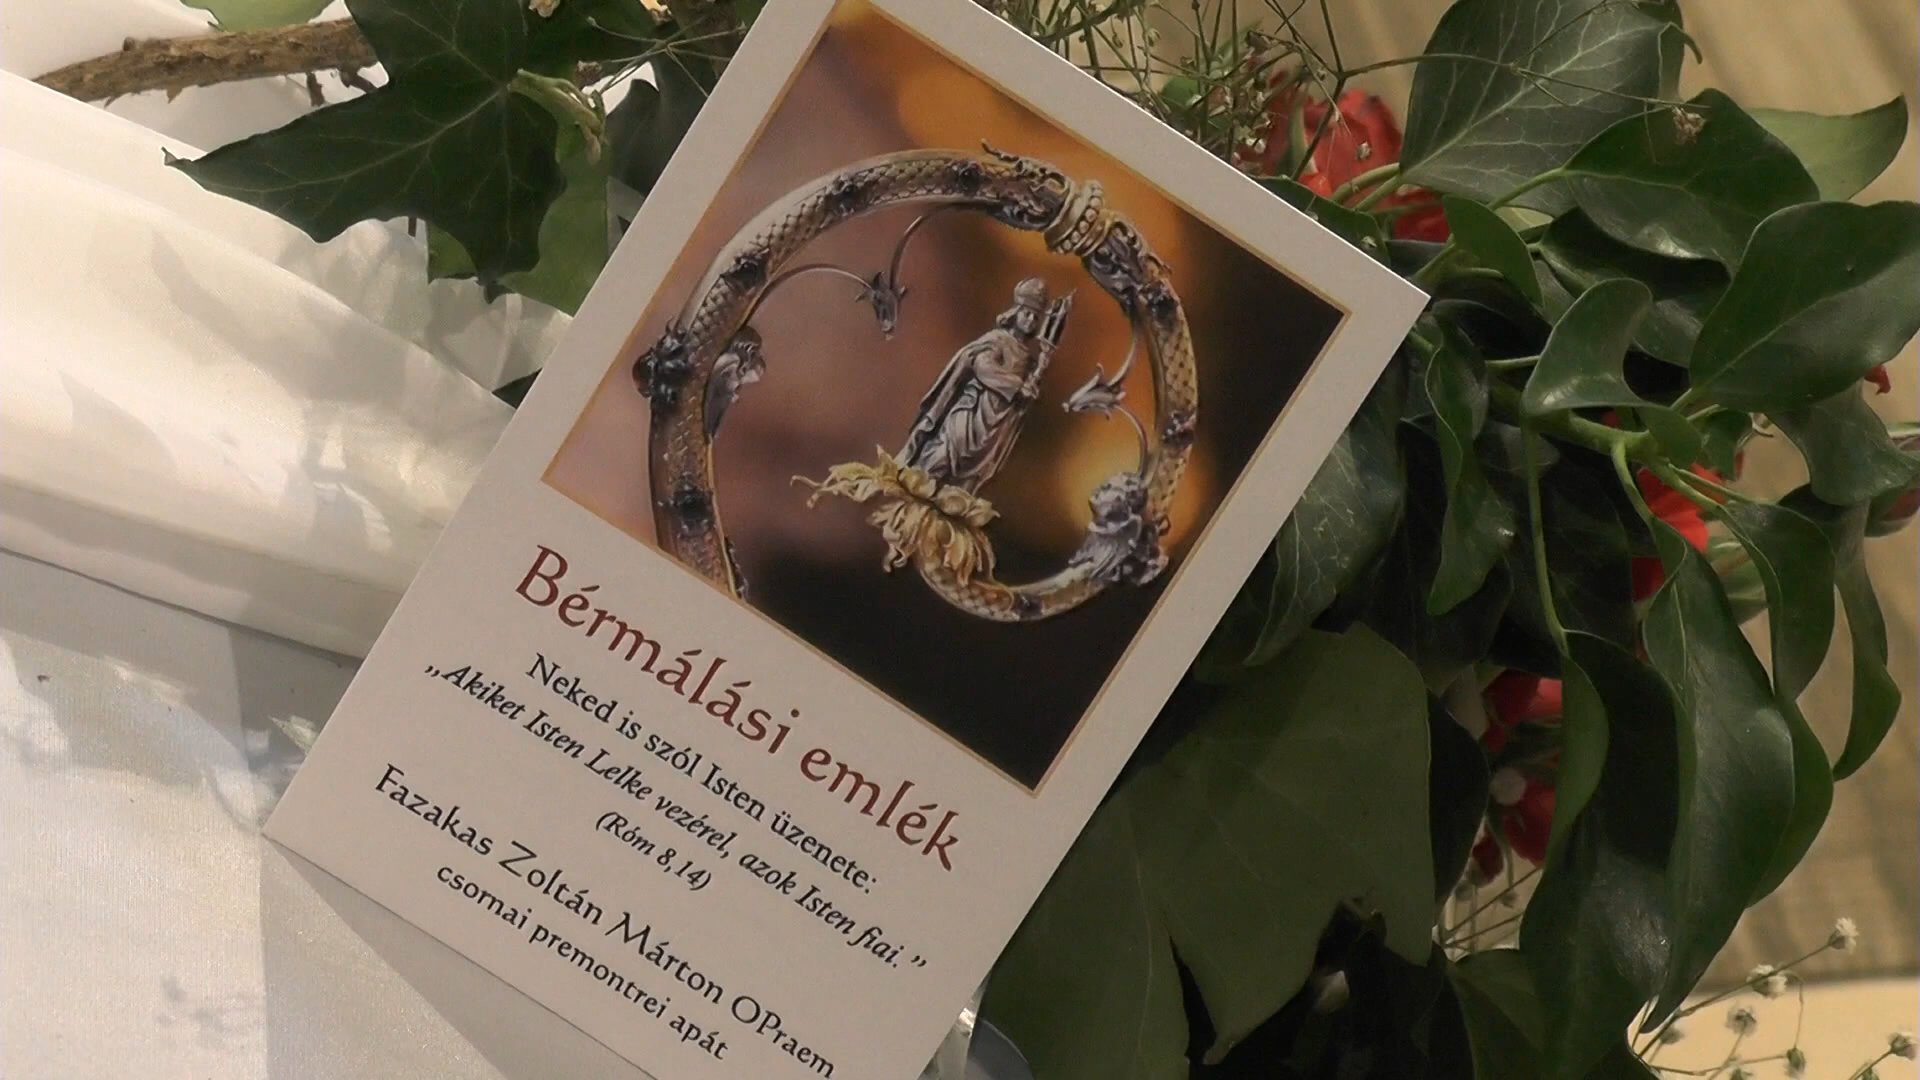 Bérmálási emlék
Neked is szól Isten üzenete:
„Akiket Isten Lelke vezérel, azok Isten fiai.”
(Róm 8,14)
Fazakas Zoltán Márton OPraem
csornai premontrei apát